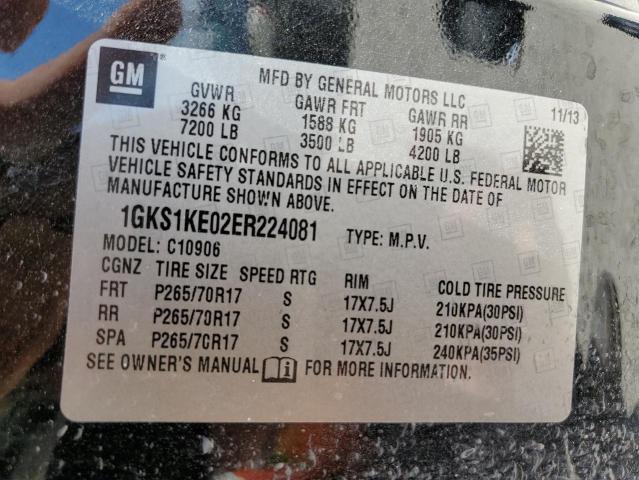 GM
MFD BY GENERAL MOTORS LLC
GVWR GAWR FRT GAWR RR 11/13
3266 KG 1588 KG 1905 KG
7200 LB 3500 LB 4200 LB
THIS VEHICLE CONFORMS TO ALL APPLICABLE U.S. FEDERAL MOTOR
VEHICLE SAFETY STANDARDS IN EFFECT ON THE DATE OF
MANUFACTURE SHOWN ABOVE.
1GKS1KE02ER224081 TYPE: M.P.V.
MODEL: C10906
CGNZ TIRE SIZE SPEED RTG RIM COLD TIRE PRESSURE
FRT P265/70R17 S 17X7.5J 210KPA(30PSI)
RR P265/70R17 S 17X7.5J 210KPA(30PSI)
SPA P265/70R17 S 17X7.5J 240KPA(35PSI)
SEE OWNER'S MANUAL FOR MORE INFORMATION.